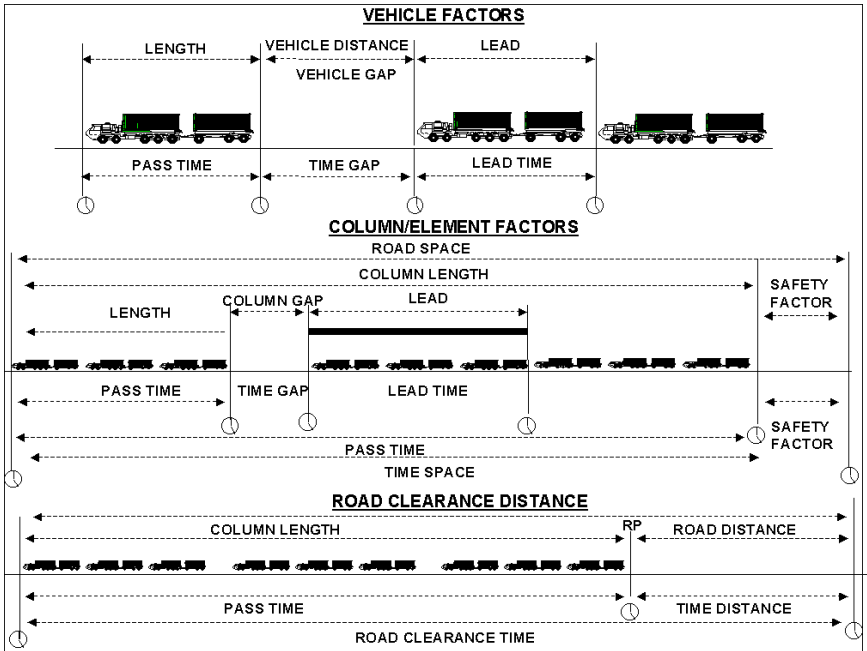 VEHICLE FACTORS
LENGTH
VEHICLE DISTANCE
LEAD
VEHICLE GAP
PASS TIME
TIME GAP
LEAD TIME
COLUMN/ELEMENT FACTORS
ROAD SPACE
COLUMN LENGTH
SAFETY
FACTOR
COLUMN GAP
LEAD
LENGTH
PASS TIME
TIME GAP
LEAD TIME
SAFETY
FACTOR
PASS TIME
TIME SPACE
ROAD CLEARANCE DISTANCE
COLUMN LENGTH
RP
ROAD DISTANCE
PASS TIME
TIME DISTANCE
ROAD CLEARANCE TIME